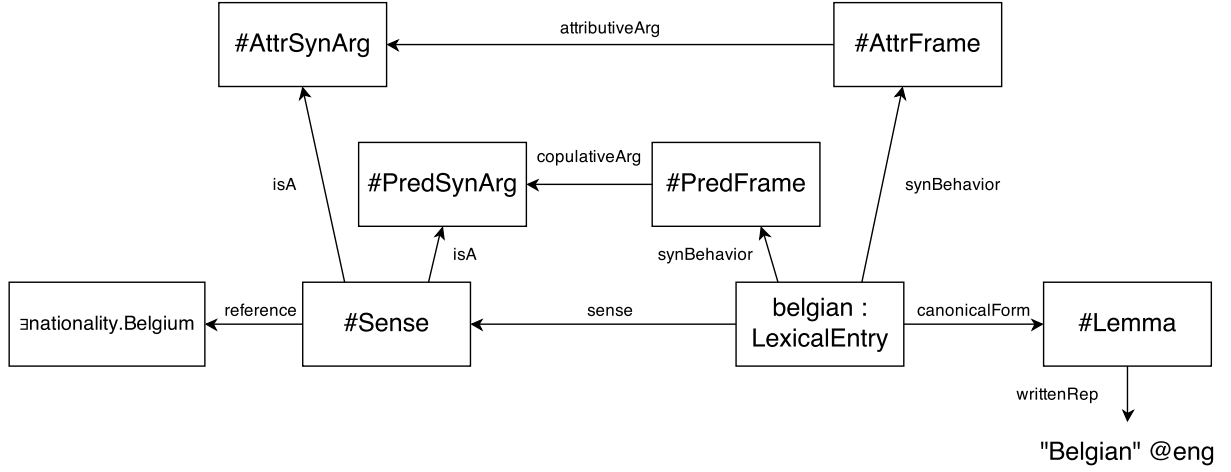 #AttrSynArg
attributiveArg
#AttrFrame
isA
#PredSynArg
copulativeArg
#PredFrame
synBehavior
isA
synBehavior
∃nationality.Belgium
reference
#Sense
sense
belgian :
LexicalEntry
canonicalForm
#Lemma
writtenRep
"Belgian" @eng